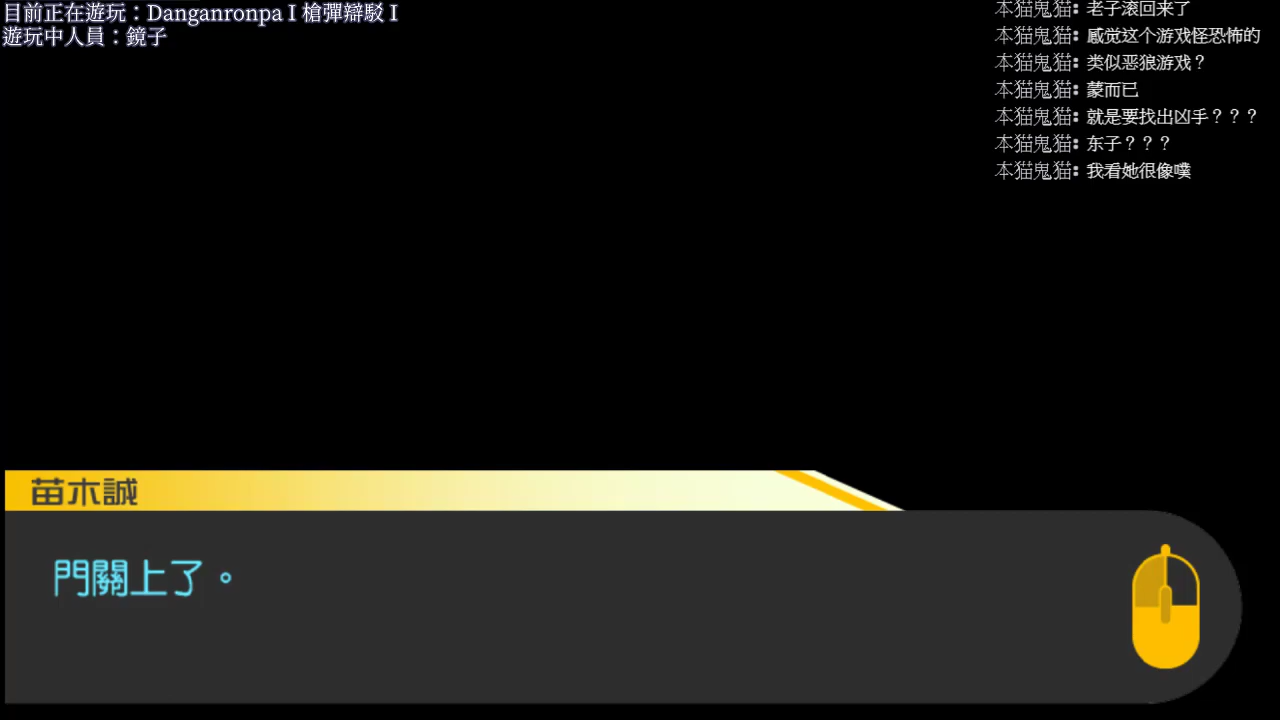 目前正在遊玩：Danganronpa I 槍彈辯駁 I
遊玩中人員：鏡子
本猫鬼猫: 老子滚回来了
本猫鬼猫: 感觉这个游戏怪恐怖的
本猫鬼猫: 类似恶狼游戏？
本猫鬼猫: 蒙而已
本猫鬼猫: 就是要找出凶手？？？
本猫鬼猫: 东子？？？
本猫鬼猫: 我看她很像噗
苗木誠
門關上了。